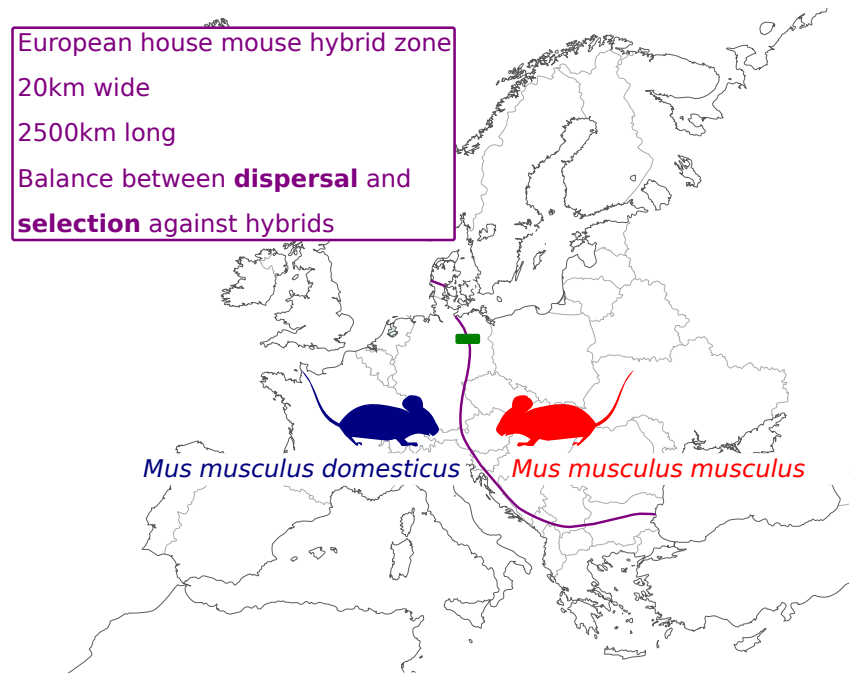 European house mouse hybrid zone
20km wide
2500km long
Balance between dispersal and
selection against hybrids
Mus musculus domesticus
Mus musculus musculus